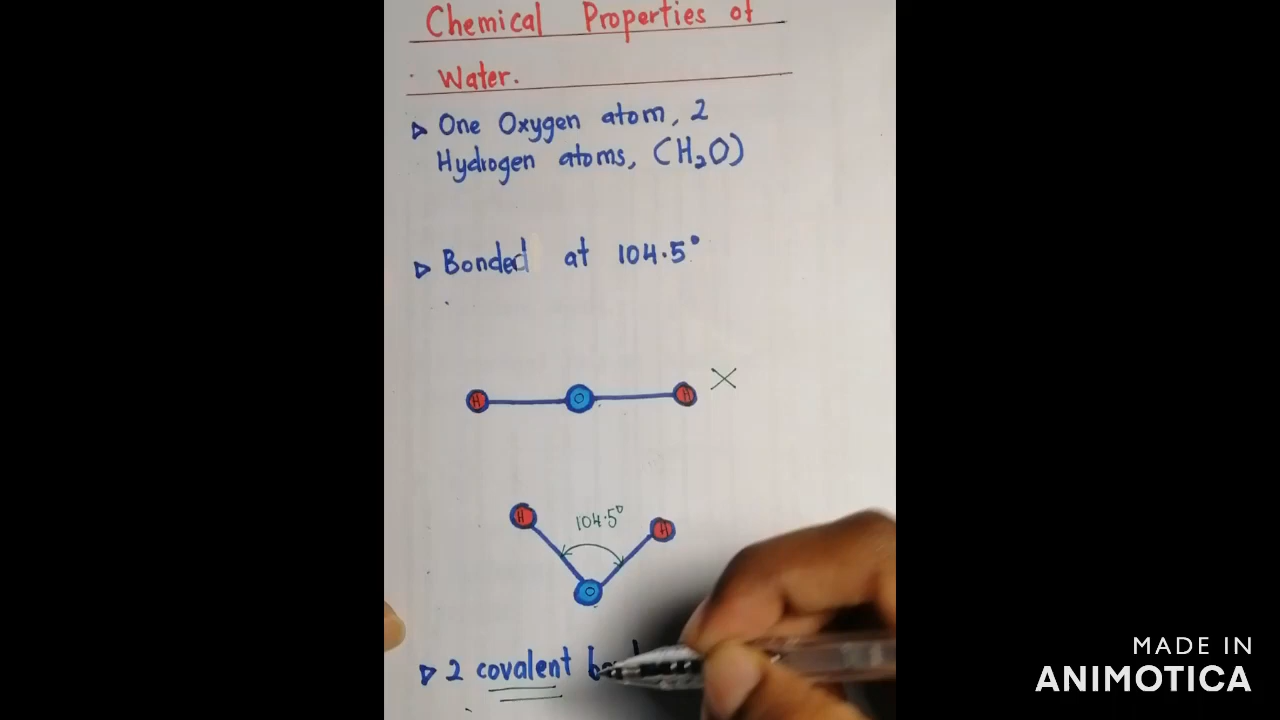 Chemical Properties of
Water.
One Oxygen atom, 2
Hydrogen atoms, (H₂O)
Bonded at 104.5°
H O H
H 104.5° H
O
2 covalent
MADE IN
ANIMOTICA